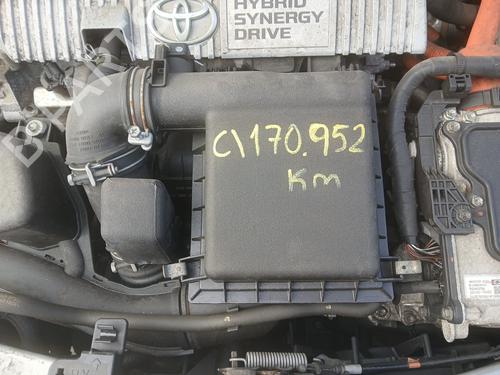 HYBRID
SYNERGY
DRIVE
C\170.952
KM